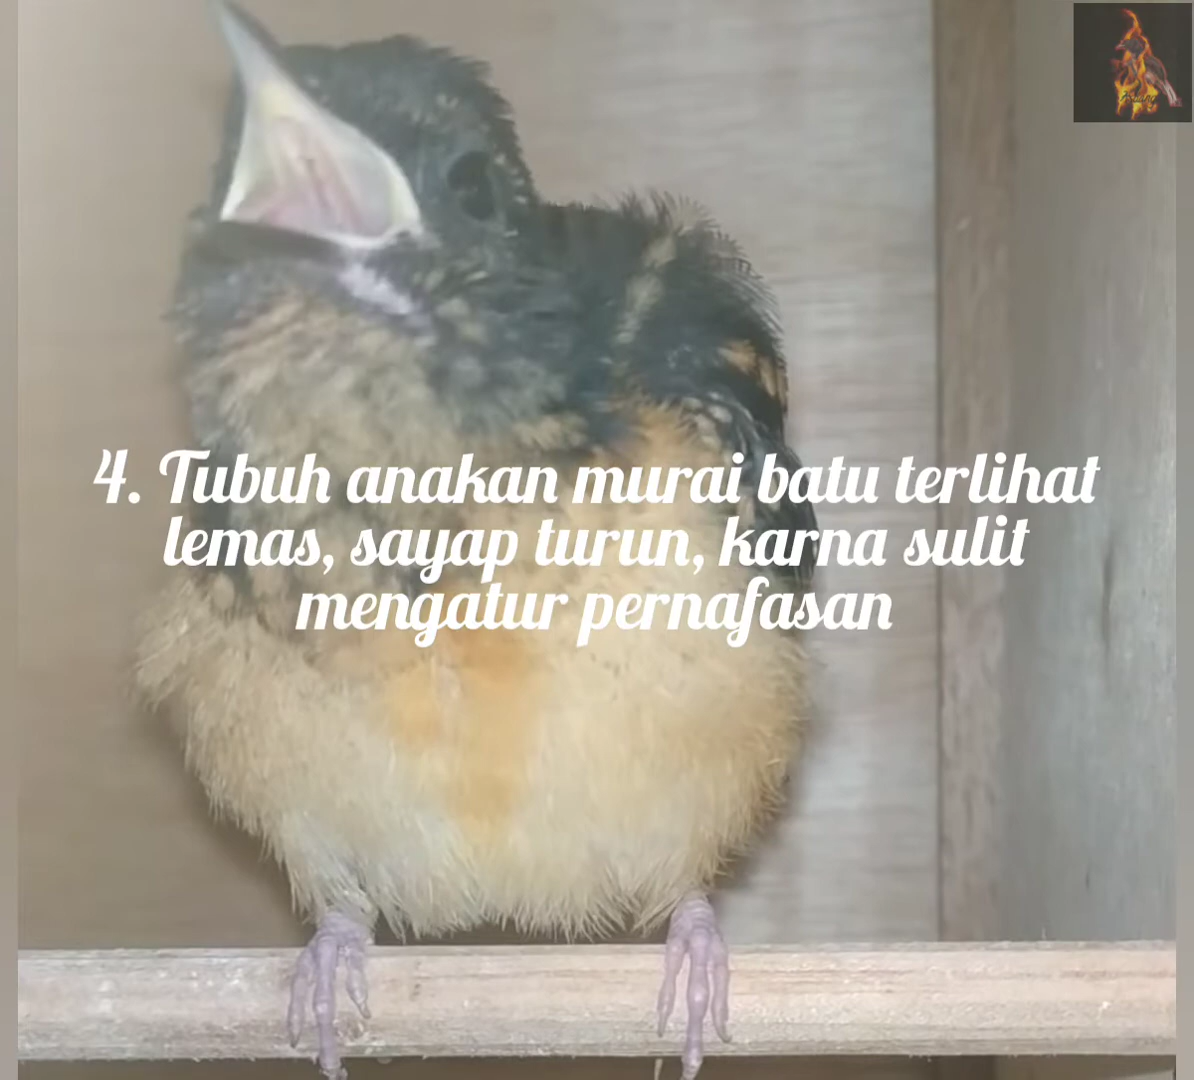 4. Tubuh anakan murai batu terlihat
lemas, sayap turun, karna sulit
mengatur pernafasan